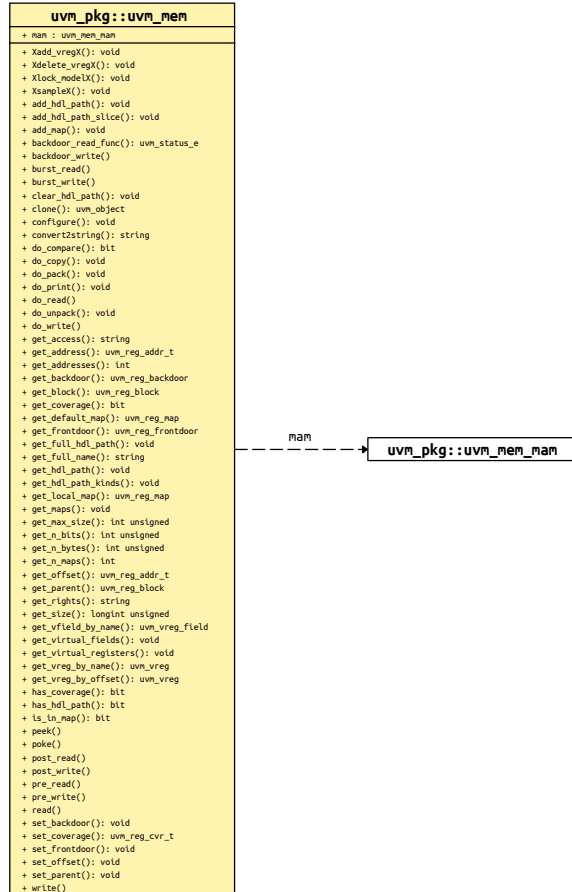 uvm_pkg::uvm_mem
+ mam : uvm_mem_mam
+ Xadd_vregX(): void
+ Xdelete_vregX(): void
+ Xlock_modelX(): void
+ XsampleX(): void
+ add_hdl_path(): void
+ add_hdl_path_slice(): void
+ add_map(): void
+ backdoor_read_func(): uvm_status_e
+ backdoor_write()
+ burst_read()
+ burst_write()
+ clear_hdl_path(): void
+ clone(): uvm_object
+ configure(): void
+ convert2string(): string
+ do_compare(): bit
+ do_copy(): void
+ do_pack(): void
+ do_print(): void
+ do_read()
+ do_unpack(): void
+ do_write()
+ get_access(): string
+ get_address(): uvm_reg_addr_t
+ get_addresses(): int
+ get_backdoor(): uvm_reg_backdoor
+ get_block(): uvm_reg_block
+ get_coverage(): bit
+ get_default_map(): uvm_reg_map
+ get_frontdoor(): uvm_reg_frontdoor
+ get_full_hdl_path(): void
+ get_full_name(): string
+ get_hdl_path(): void
+ get_hdl_path_kinds(): void
+ get_local_map(): uvm_reg_map
+ get_maps(): void
+ get_max_size(): int unsigned
+ get_n_bits(): int unsigned
+ get_n_bytes(): int unsigned
+ get_n_maps(): int
+ get_offset(): uvm_reg_addr_t
+ get_parent(): uvm_reg_block
+ get_rights(): string
+ get_size(): longint unsigned
+ get_vfield_by_name(): uvm_vreg_field
+ get_virtual_fields(): void
+ get_virtual_registers(): void
+ get_vreg_by_name(): uvm_vreg
+ get_vreg_by_offset(): uvm_vreg
+ has_coverage(): bit
+ has_hdl_path(): bit
+ is_in_map(): bit
+ peek()
+ poke()
+ post_read()
+ post_write()
+ pre_read()
+ pre_write()
+ read()
+ set_backdoor(): void
+ set_coverage(): uvm_reg_cvr_t
+ set_frontdoor(): void
+ set_offset(): void
+ set_parent(): void
+ write()
mam
uvm_pkg::uvm_mem_mam